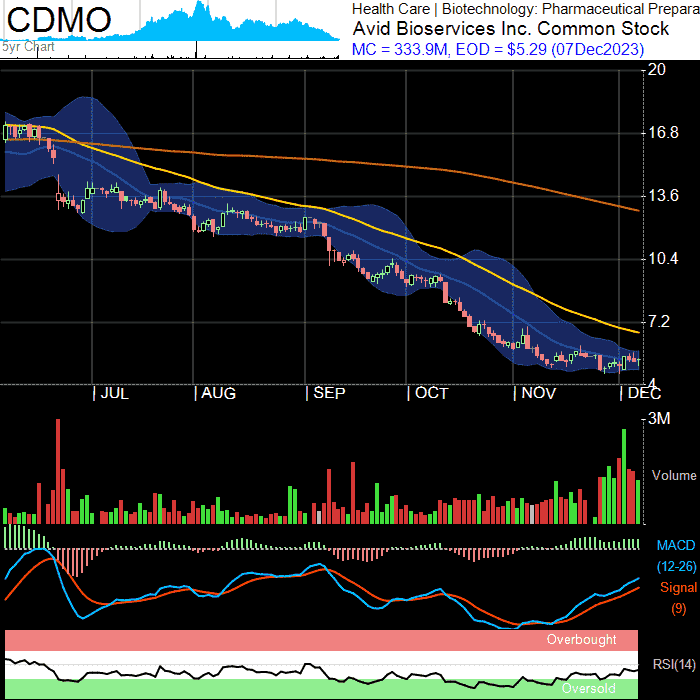 CDMO
5yr Chart
Health Care | Biotechnology: Pharmaceutical Prepara
Avid Bioservices Inc. Common Stock
MC = 333.9M, EOD = $5.29 (07Dec2023)
20
16.8
13.6
10.4
7.2
4
JUL
AUG
SEP
OCT
NOV
DEC
3M
Volume
MACD
(12-26)
Signal
(9)
Overbought
RSI(14)
Oversold